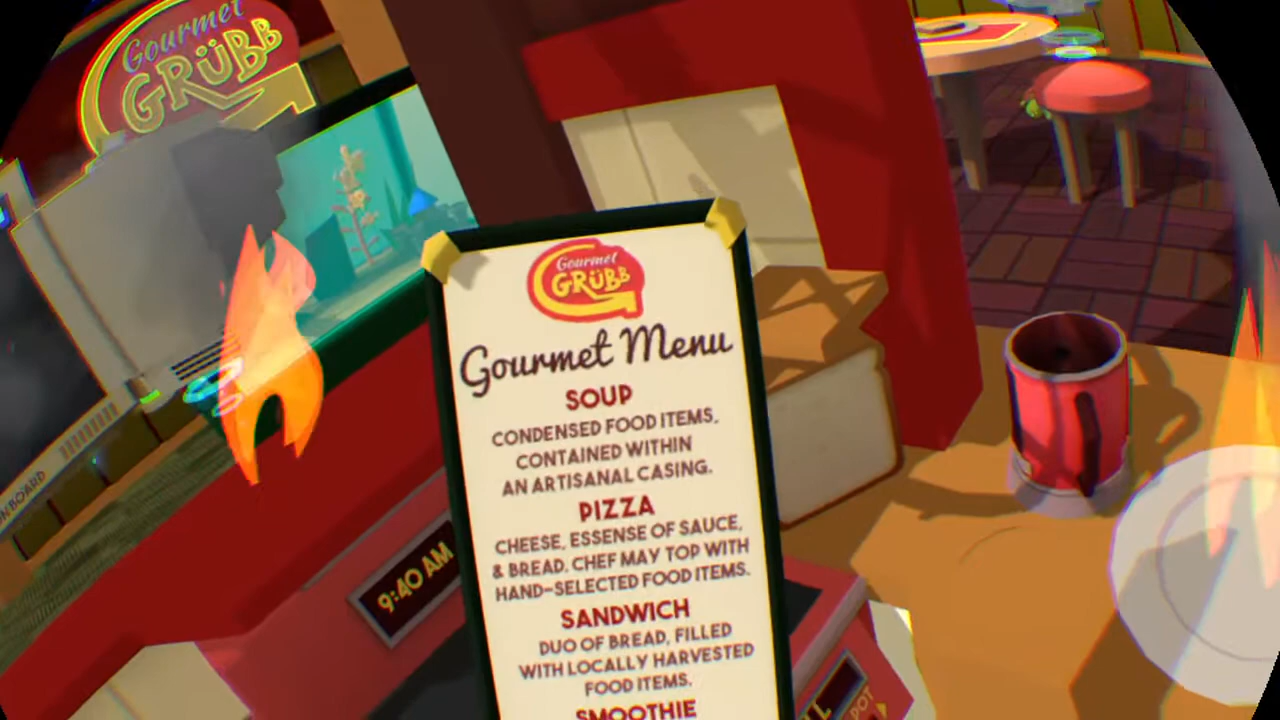 Gourmet
GRÜBB
Gourmet
GRÜBB
Gourmet Menu
SOUP
CONDENSED FOOD ITEMS,
CONTAINED WITHIN
AN ARTISANAL CASING.
PIZZA
CHEESE, ESSENSE OF SAUCE,
& BREAD. CHEF MAY TOP WITH
HAND-SELECTED FOOD ITEMS.
SANDWICH
DUO OF BREAD, FILLED
WITH LOCALLY HARVESTED
FOOD ITEMS.
SMOOTHIE
9:40 AM